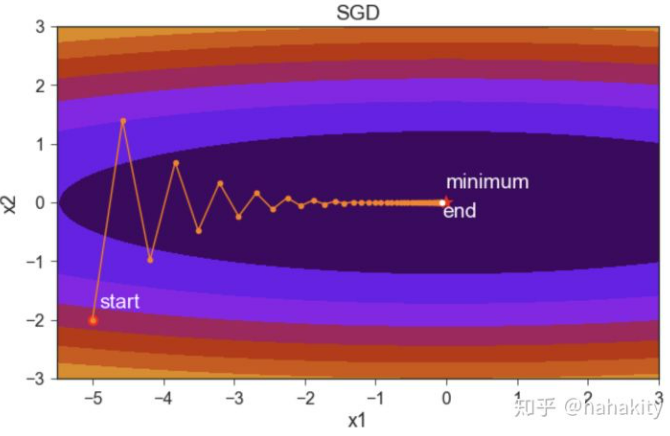 SGD
3
2
1
0
−1
−2
−3
x2
minimum
end
start
−5 −4 −3 −2 −1 0 1 2 3
x1
知乎 @hahakity